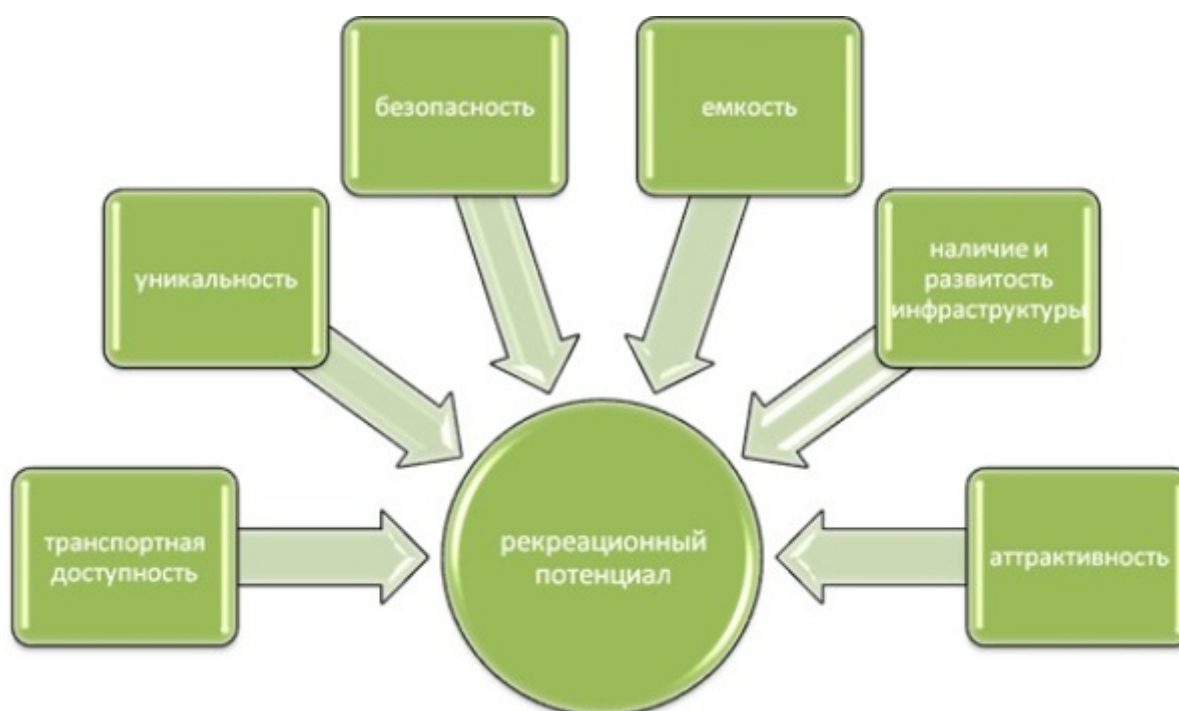 безопасность
емкость
уникальность
наличие и
развитость
инфраструктуры
транспортная
доступность
рекреационный
потенциал
аттрактивность